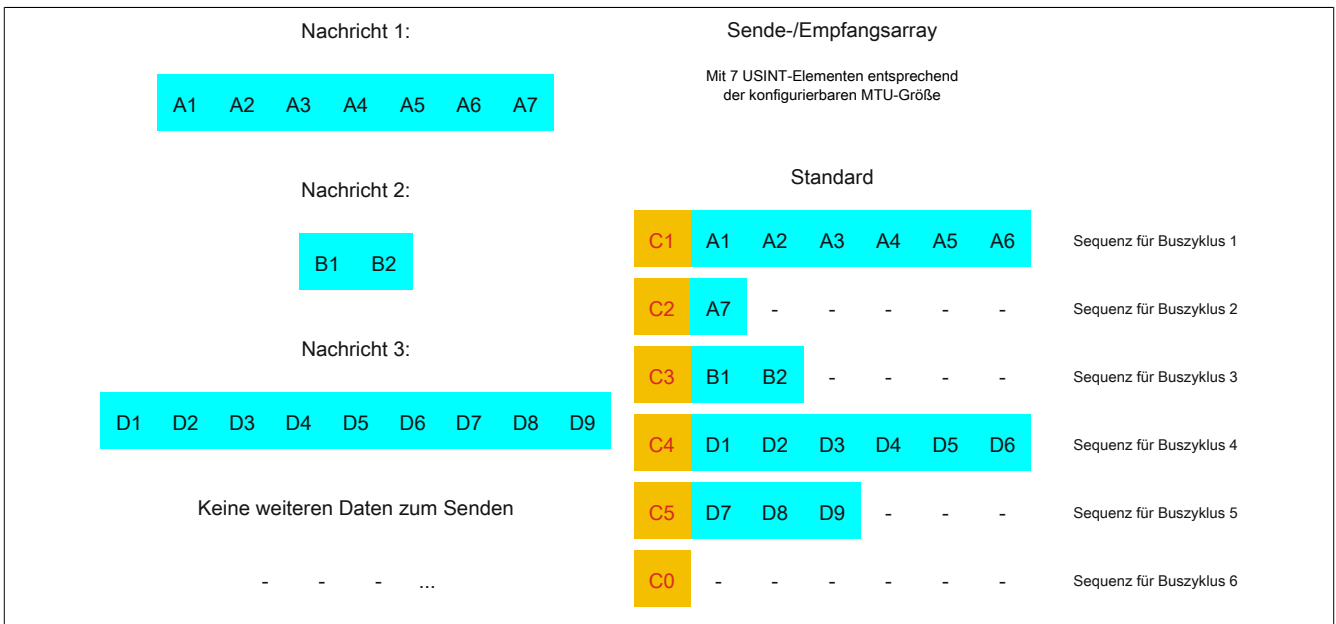 Nachricht 1:
A1 A2 A3 A4 A5 A6 A7
Nachricht 2:
B1 B2
Nachricht 3:
D1 D2 D3 D4 D5 D6 D7 D8 D9
Keine weiteren Daten zum Senden
- - - ...
Sende-/Empfangsarray
Mit 7 USINT-Elementen entsprechend
der konfigurierbaren MTU-Größe
Standard
C1 A1 A2 A3 A4 A5 A6 Sequenz für Buszyklus 1
C2 A7 - - - - - Sequenz für Buszyklus 2
C3 B1 B2 - - - - Sequenz für Buszyklus 3
C4 D1 D2 D3 D4 D5 D6 Sequenz für Buszyklus 4
C5 D7 D8 D9 - - - Sequenz für Buszyklus 5
C0 - - - - - - Sequenz für Buszyklus 6